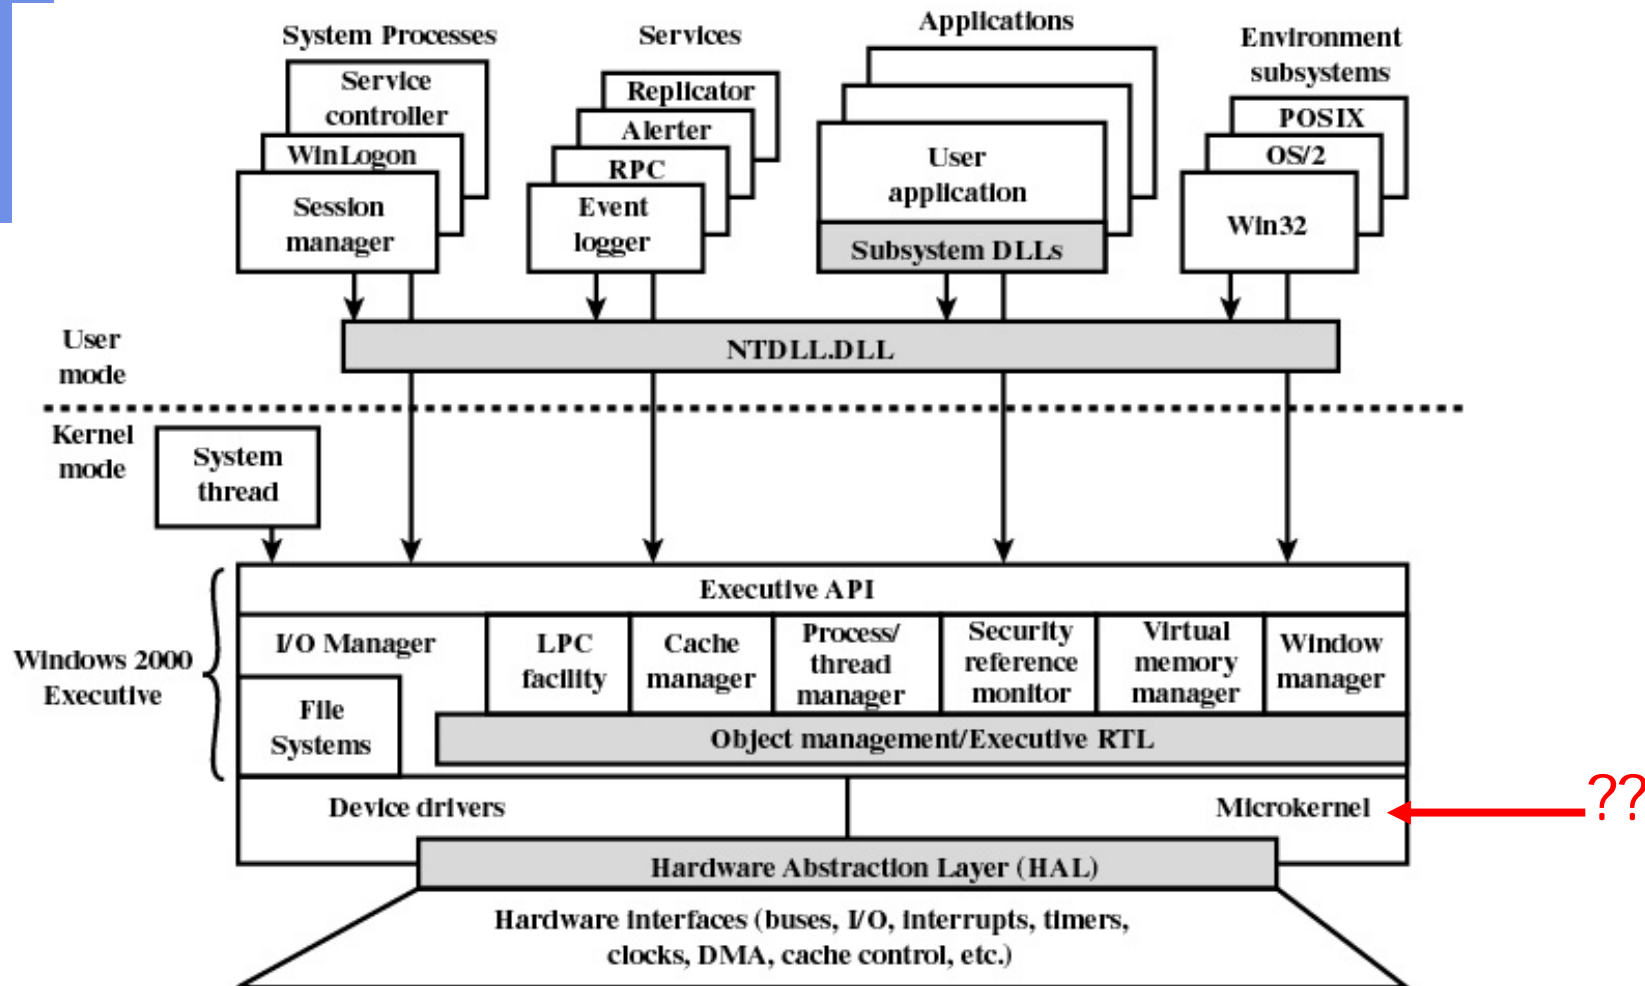 System Processes
Service
controller
WinLogon
Session
manager
Services
Replicator
Alerter
RPC
Event
logger
Applications
User
application
Subsystem DLLs
Environment
subsystems
POSIX
OS/2
Win32
User
mode
NTDLL.DLL
Kernel
mode
System
thread
Windows 2000
Executive
Executive API
I/O Manager
File
Systems
LPC
facility
Cache
manager
Process/
thread
manager
Security
reference
monitor
Virtual
memory
manager
Window
manager
Object management/Executive RTL
Device drivers
Microkernel
??
Hardware Abstraction Layer (HAL)
Hardware interfaces (buses, I/O, interrupts, timers,
clocks, DMA, cache control, etc.)